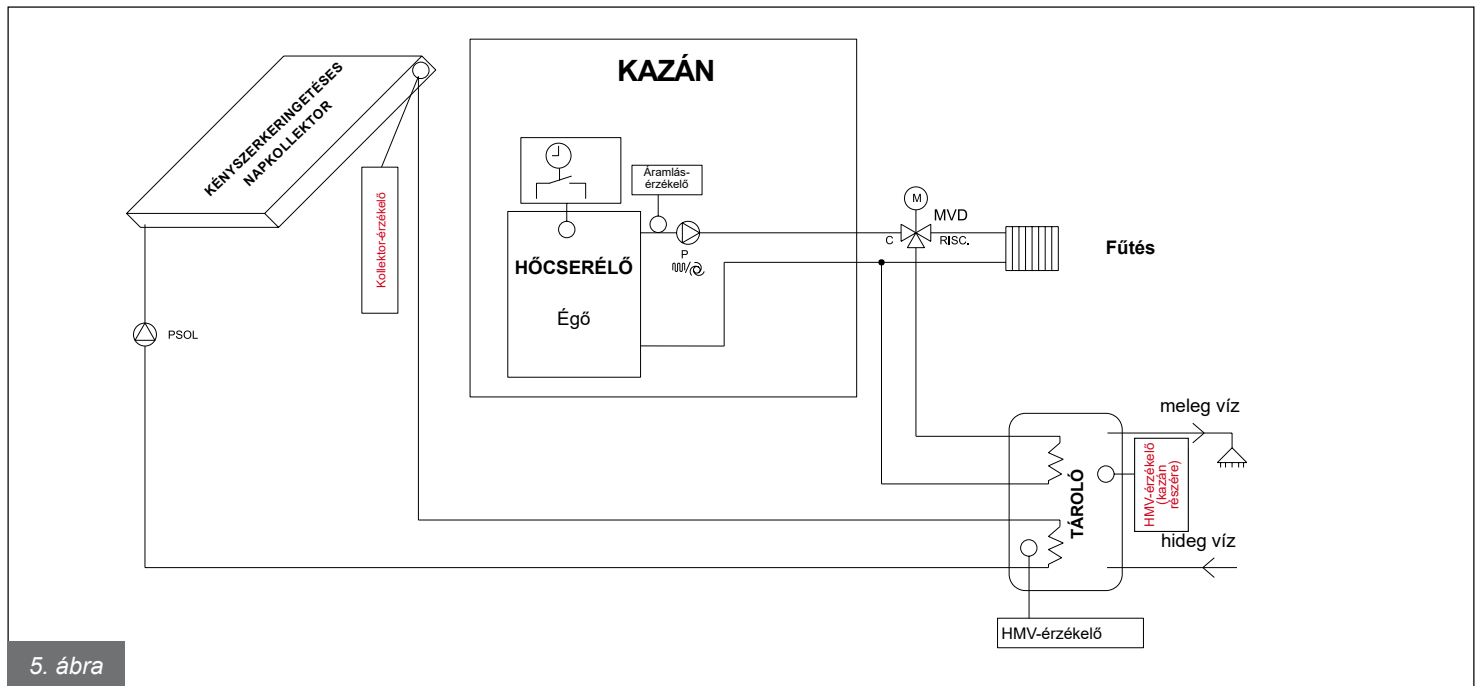 KÉNYSZERKERINGETÉSES
NAPKOLLEKTOR
Kollektor-érzékelő
PSOL
KAZÁN
Áramlás-
érzékelő
HŐCSERÉLŐ
Égő
P
M
MVD
C
RISC.
Fűtés
meleg víz
TÁROLÓ
HMV-érzékelő
(kazán
részére)
hideg víz
HMV-érzékelő
5. ábra